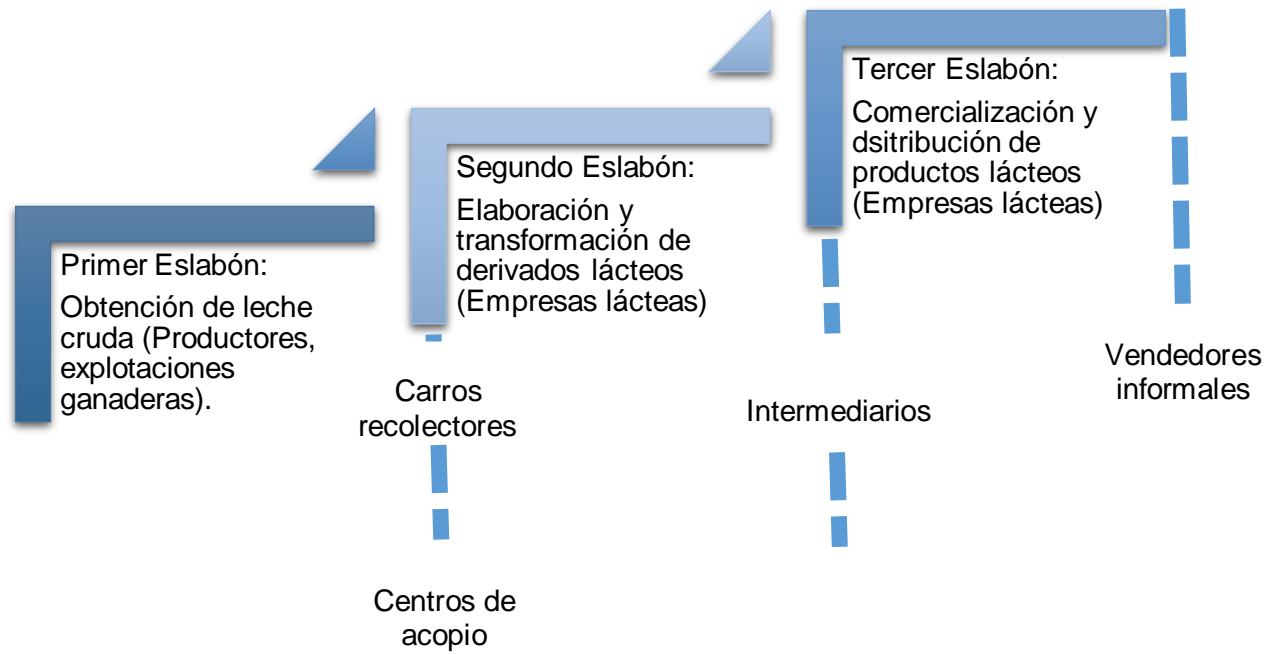 Primer Eslabón:
Obtención de leche
cruda (Productores,
explotaciones
ganaderas).
Segundo Eslabón:
Elaboración y
transformación de
derivados lácteos
(Empresas lácteas)
Tercer Eslabón:
Comercialización y
dsitribución de
productos lácteos
(Empresas lácteas)
Carros
recolectores
Centros de
acopio
Intermediarios
Vendedores
informales